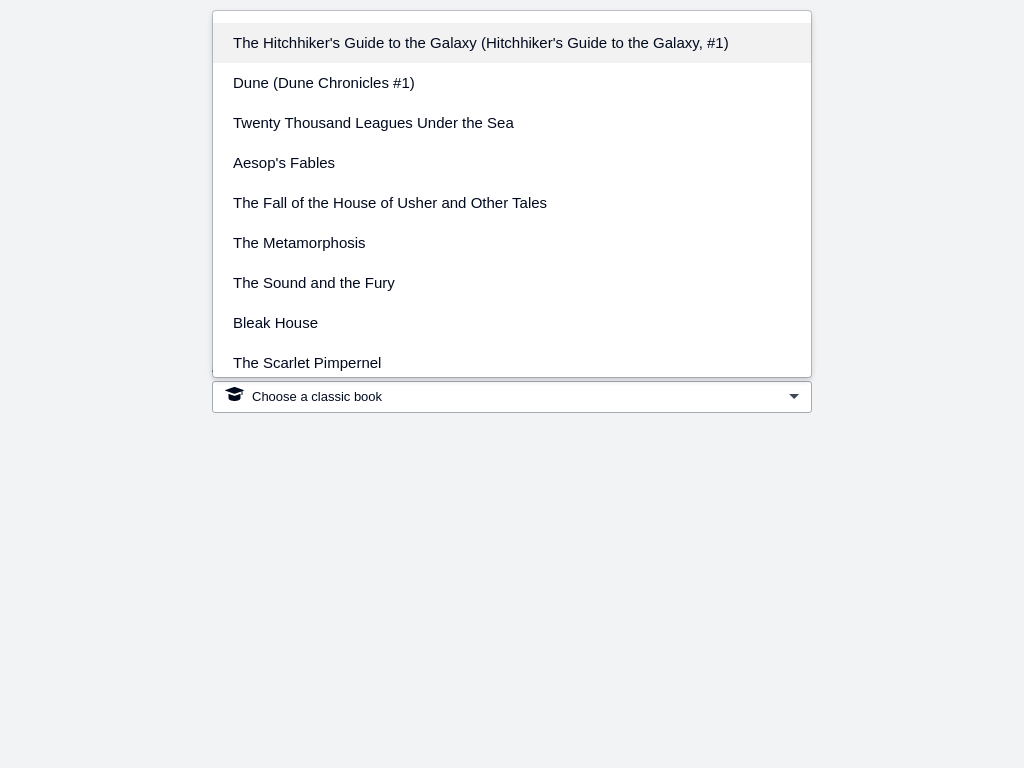 The Hitchhiker's Guide to the Galaxy (Hitchhiker's Guide to the Galaxy, #1)
Dune (Dune Chronicles #1)
Twenty Thousand Leagues Under the Sea
Aesop's Fables
The Fall of the House of Usher and Other Tales
The Metamorphosis
The Sound and the Fury
Bleak House
The Scarlet Pimpernel
Choose a classic book